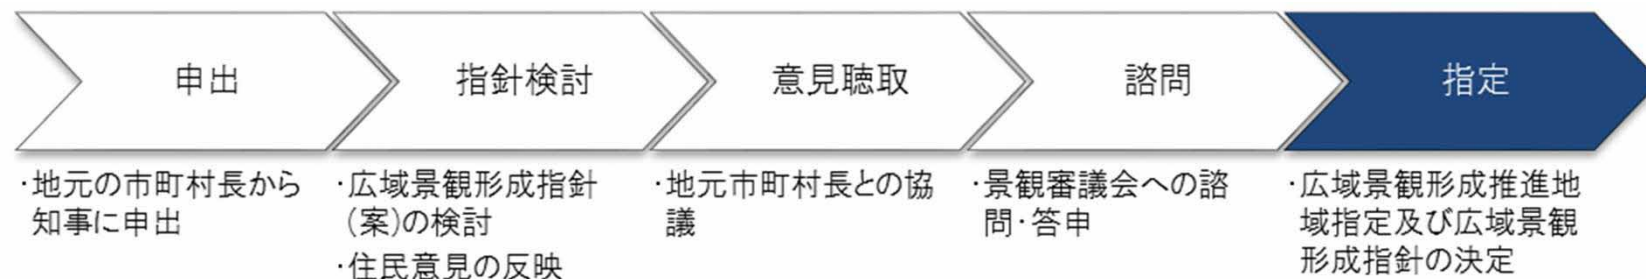 申出
指針検討
意見聴取
諮問
指定
・地元の市町村長から
知事に申出
・広域景観形成指針
(案)の検討
・住民意見の反映
・地元市町村長との協
議
・景観審議会への諮
問・答申
・広域景観形成推進地
域指定及び広域景観
形成指針の決定